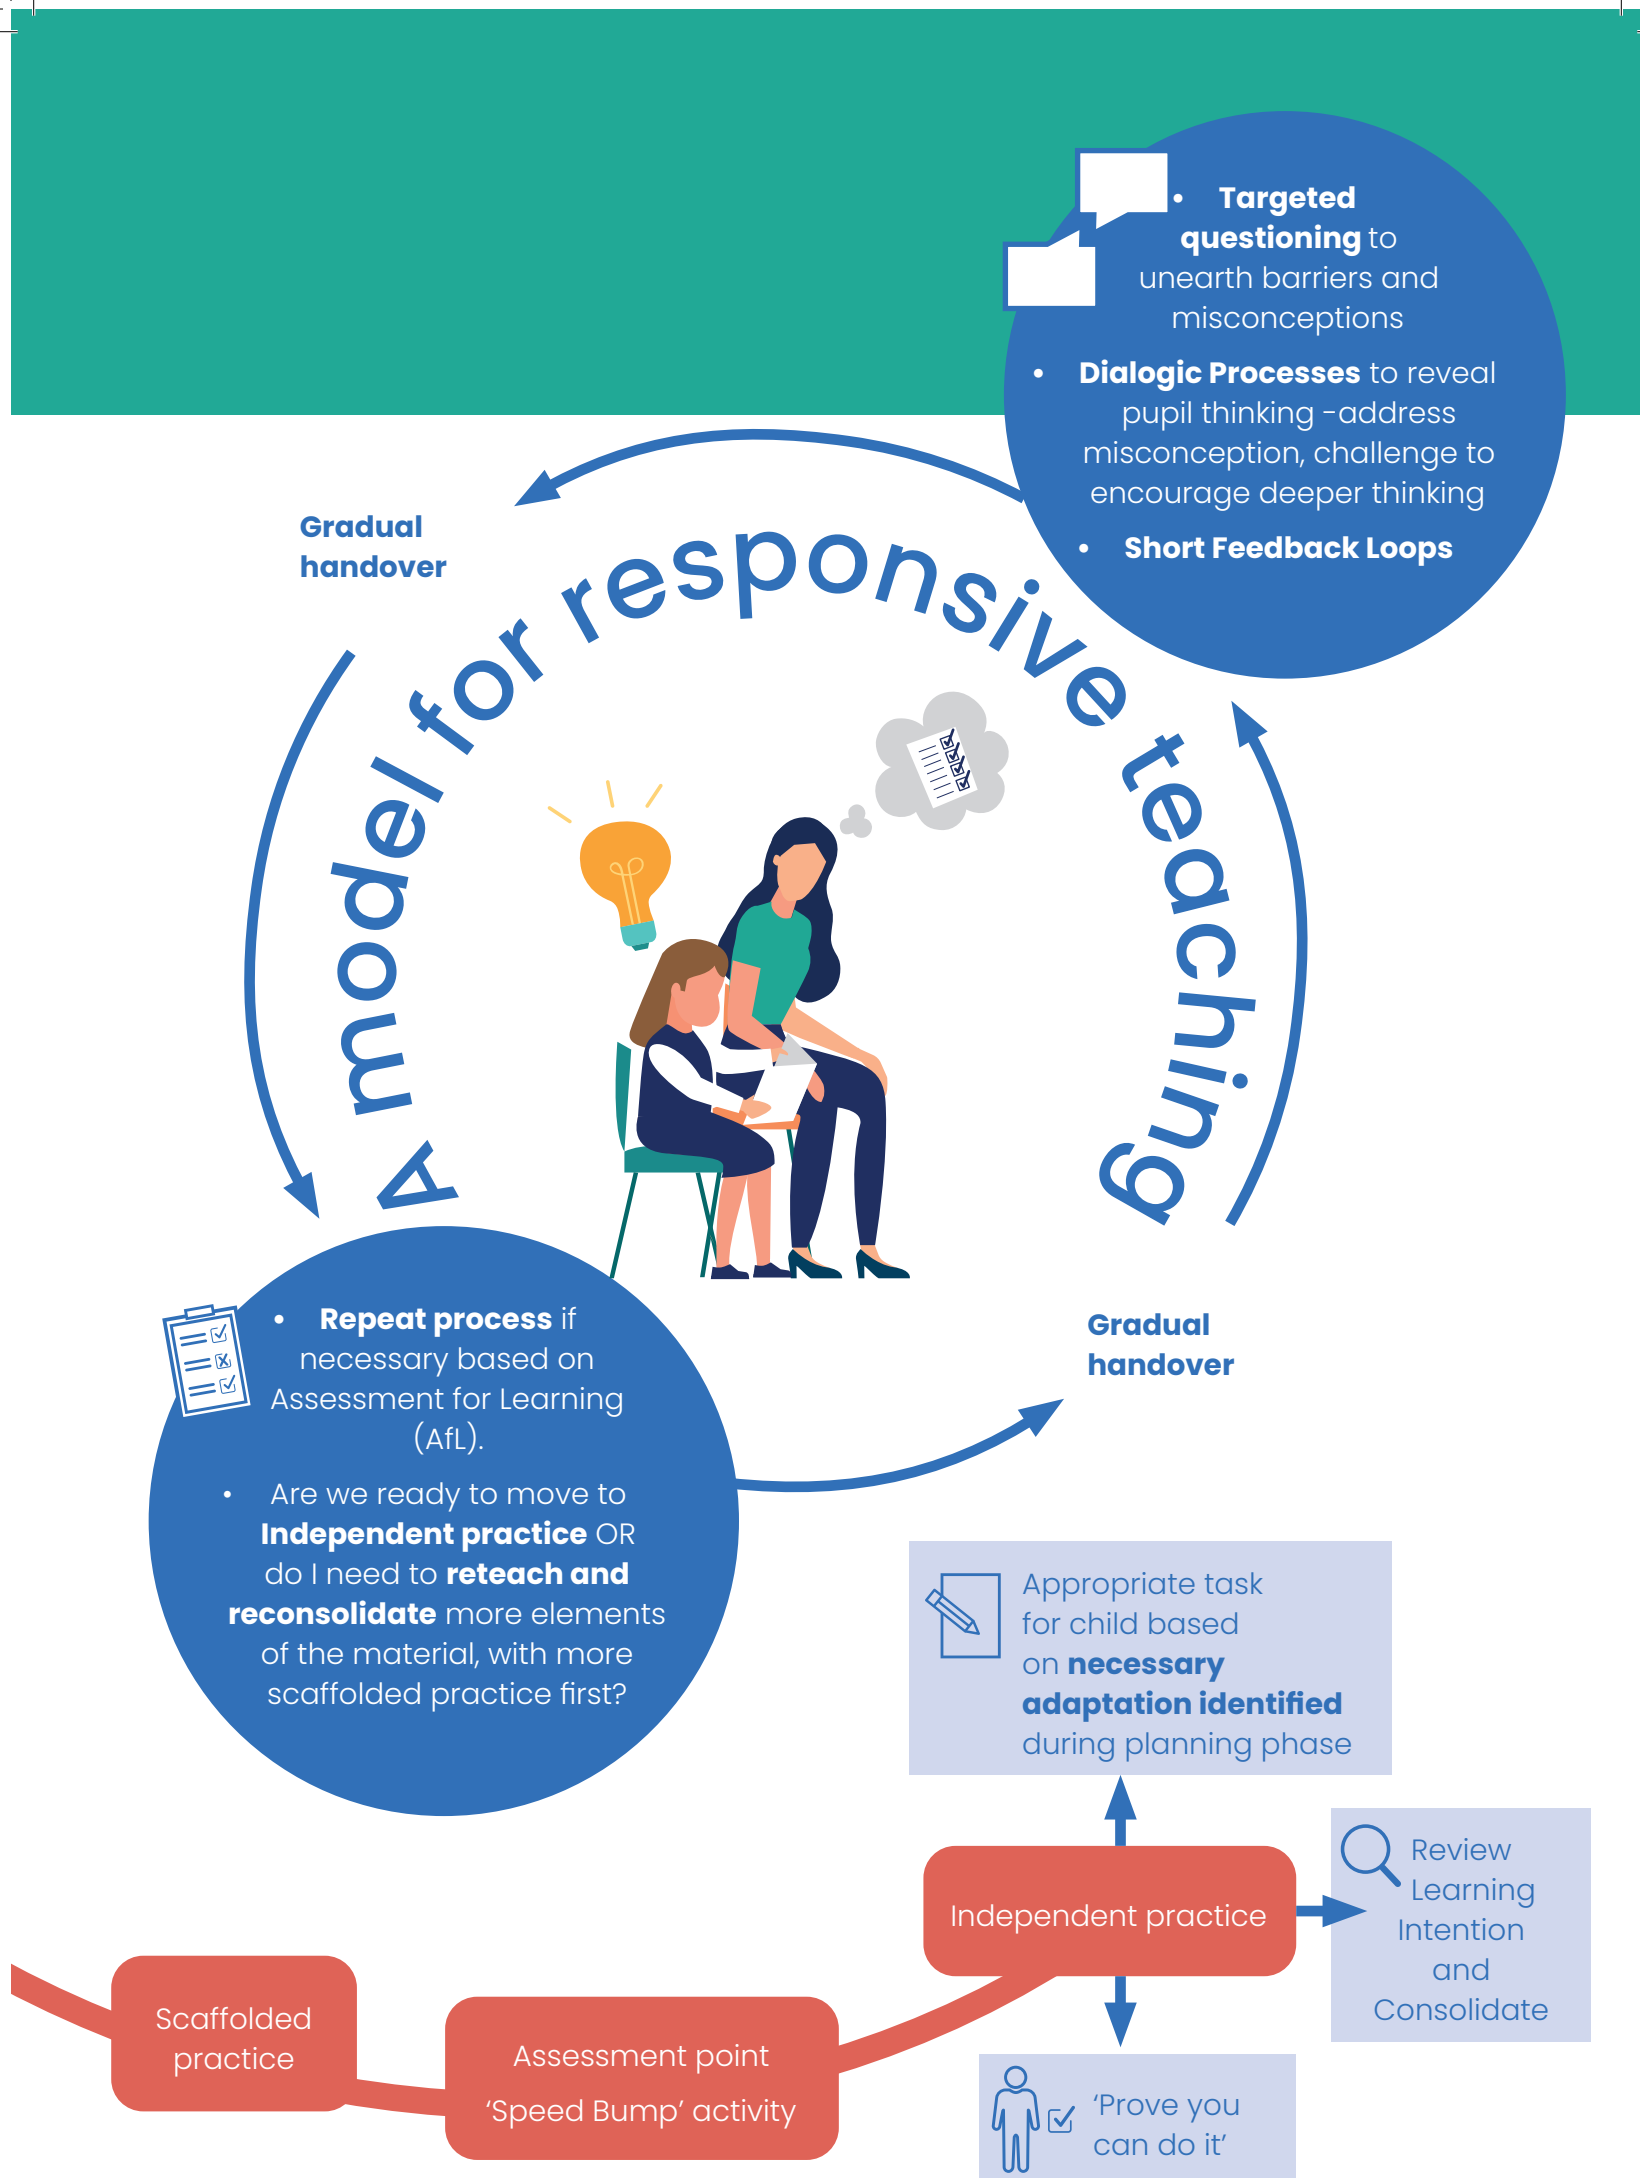 • Targeted
questioning to
unearth barriers and
misconceptions
• Dialogic Processes to reveal
pupil thinking -address
misconception, challenge to
encourage deeper thinking
• Short Feedback Loops
Gradual
handover
A model for responsive teaching
• Repeat process if
necessary based on
Assessment for Learning
(AfL).
• Are we ready to move to
Independent practice OR
do I need to reteach and
reconsolidate more elements
of the material, with more
scaffolded practice first?
Gradual
handover
Appropriate task
for child based
on necessary
adaptation identified
during planning phase
Independent practice
Review
Learning
Intention
and
Consolidate
Scaffolded
practice
Assessment point
‘Speed Bump’ activity
‘Prove you
can do it’